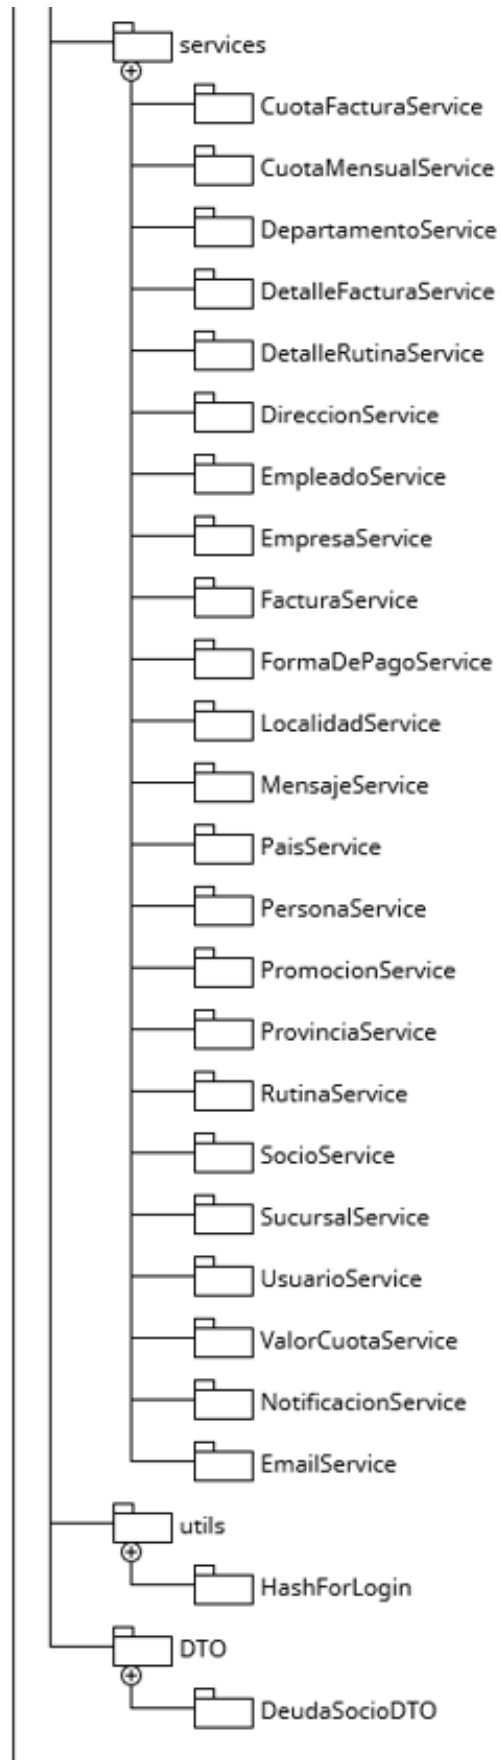 services
CuotaFacturaService
CuotaMensualService
DepartamentoService
DetalleFacturaService
DetalleRutinaService
DireccionService
EmpleadoService
EmpresaService
FacturaService
FormaDePagoService
LocalidadService
MensajeService
PaisService
PersonaService
PromocionService
ProvinciaService
RutinaService
SocioService
SucursalService
UsuarioService
ValorCuotaService
NotificacionService
EmailService
utils
HashForLogin
DTO
DeudaSocioDTO